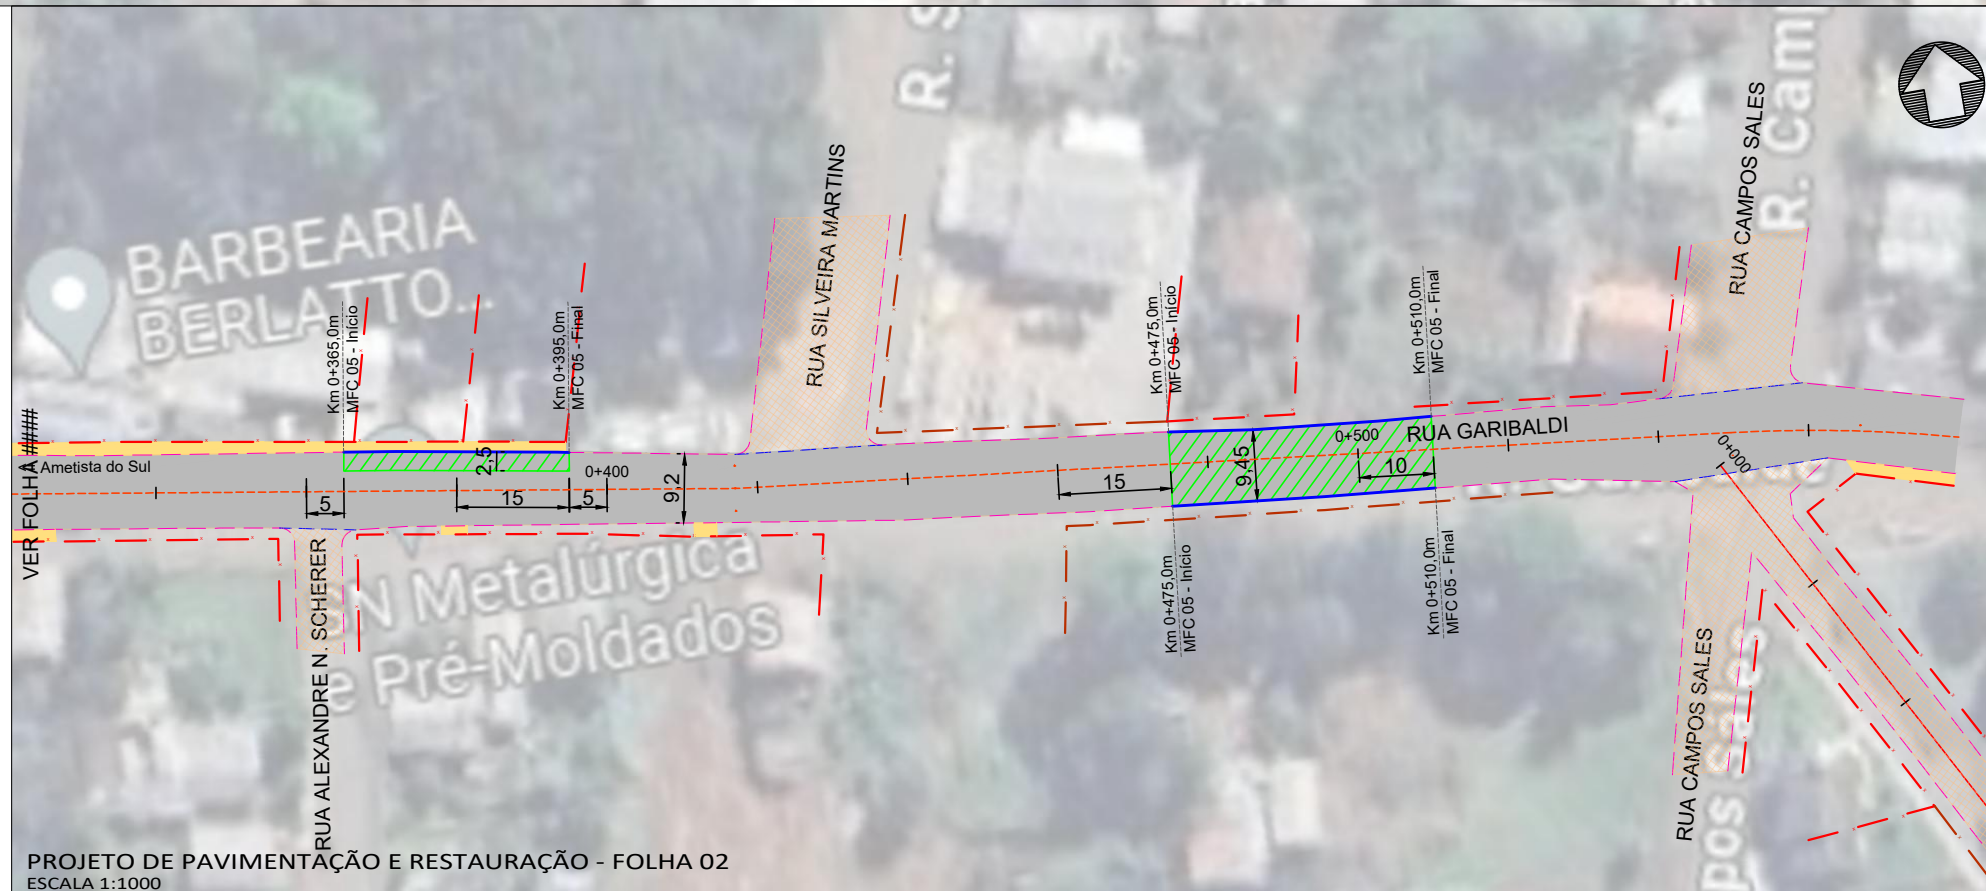 R. S
R. Camp
RUA CAMPOS SALES
RUA SILVEIRA MARTINS
BARBEARIA
BERLATTO...
Km 0+365,0m
MFC 05 - Início
Km 0+395,0m
MFC 05 - Final
Km 0+475,0m
MFC 05 - Início
Km 0+510,0m
MFC 05 - Final
VER FOLHA ####
Ametista do Sul
2,5
0+400
9,2
5
15
5
15
9,45
0+500
10
RUA GARIBALDI
0+000
RUA ALEXANDRE N. SCHERER
N Metalúrgica
e Pré-Moldados
Km 0+475,0m
MFC 05 - Início
Km 0+510,0m
MFC 05 - Final
RUA CAMPOS SALES
pos sales
PROJETO DE PAVIMENTAÇÃO E RESTAURAÇÃO - FOLHA 02
ESCALA 1:1000